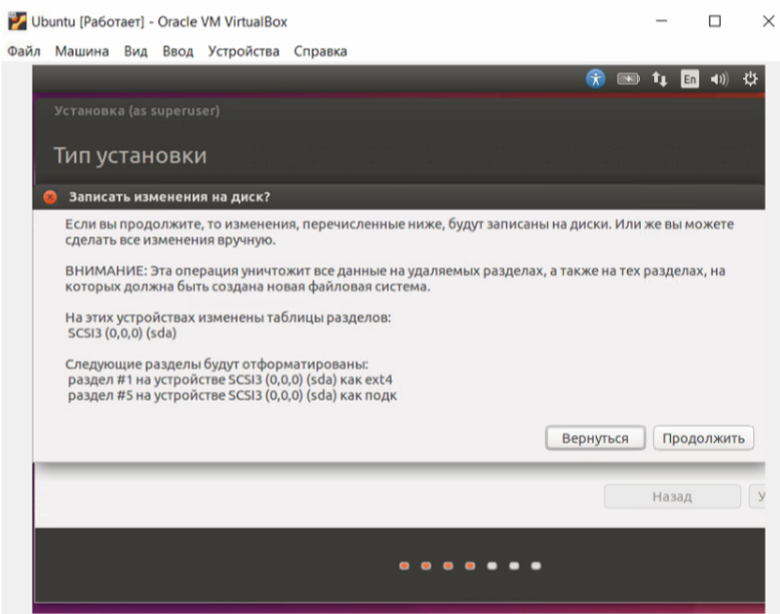 Ubuntu [Работает] - Oracle VM VirtualBox
Файл Машина Вид Ввод Устройства Справка
En
Установка (as superuser)
Тип установки
Записать изменения на диск?
Если вы продолжите, то изменения, перечисленные ниже, будут записаны на диски. Или же вы можете
сделать все изменения вручную.
ВНИМАНИЕ: Эта операция уничтожит все данные на удаляемых разделах, а также на тех разделах, на
которых должна быть создана новая файловая система.
На этих устройствах изменены таблицы разделов:
SCSI3 (0,0,0) (sda)
Следующие разделы будут отформатированы:
раздел #1 на устройстве SCSI3 (0,0,0) (sda) как ext4
раздел #5 на устройстве SCSI3 (0,0,0) (sda) как подк
Вернуться Продолжить
Назад У